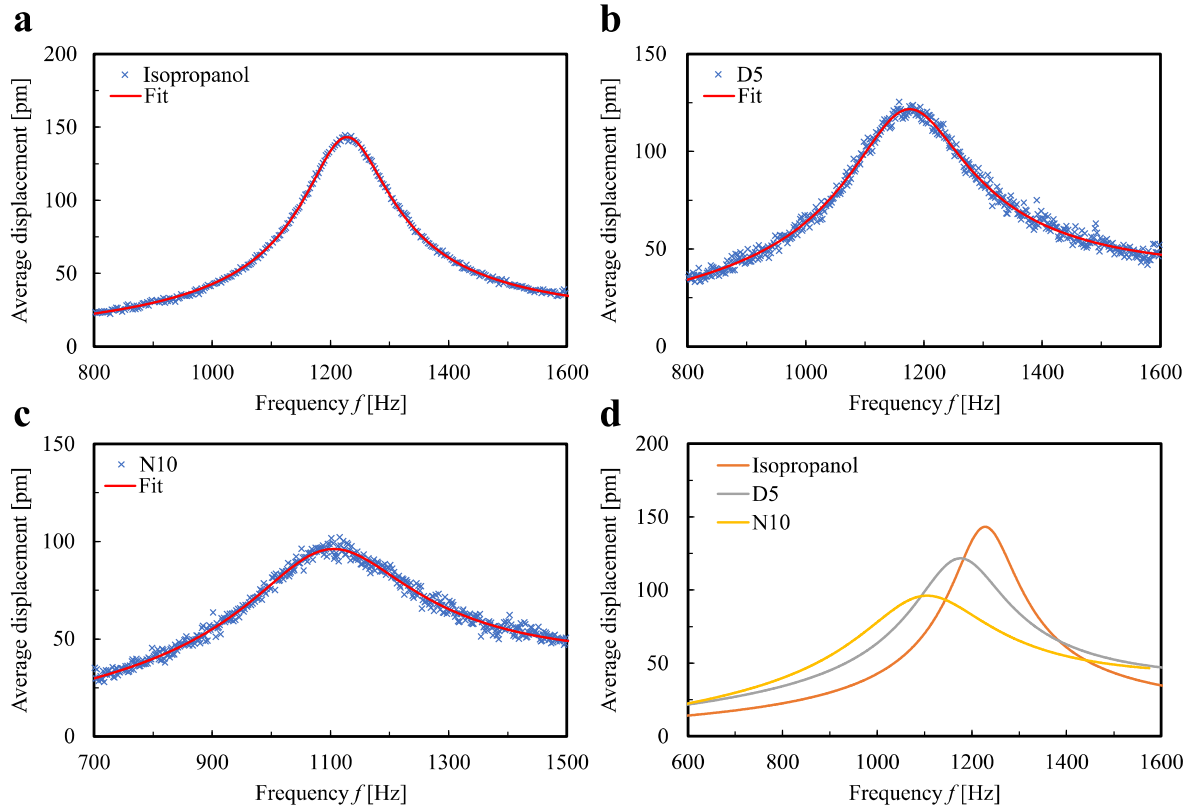 a
200
150
100
50
0
Average displacement [pm]
Isopropanol
Fit
800 1000 1200 1400 1600
Frequency f [Hz]
b
150
100
50
0
Average displacement [pm]
D5
Fit
800 1000 1200 1400 1600
Frequency f [Hz]
c
150
100
50
0
Average displacement [pm]
N10
Fit
700 900 1100 1300 1500
Frequency f [Hz]
d
200
150
100
50
0
Average displacement [pm]
Isopropanol
D5
N10
600 800 1000 1200 1400 1600
Frequency f [Hz]